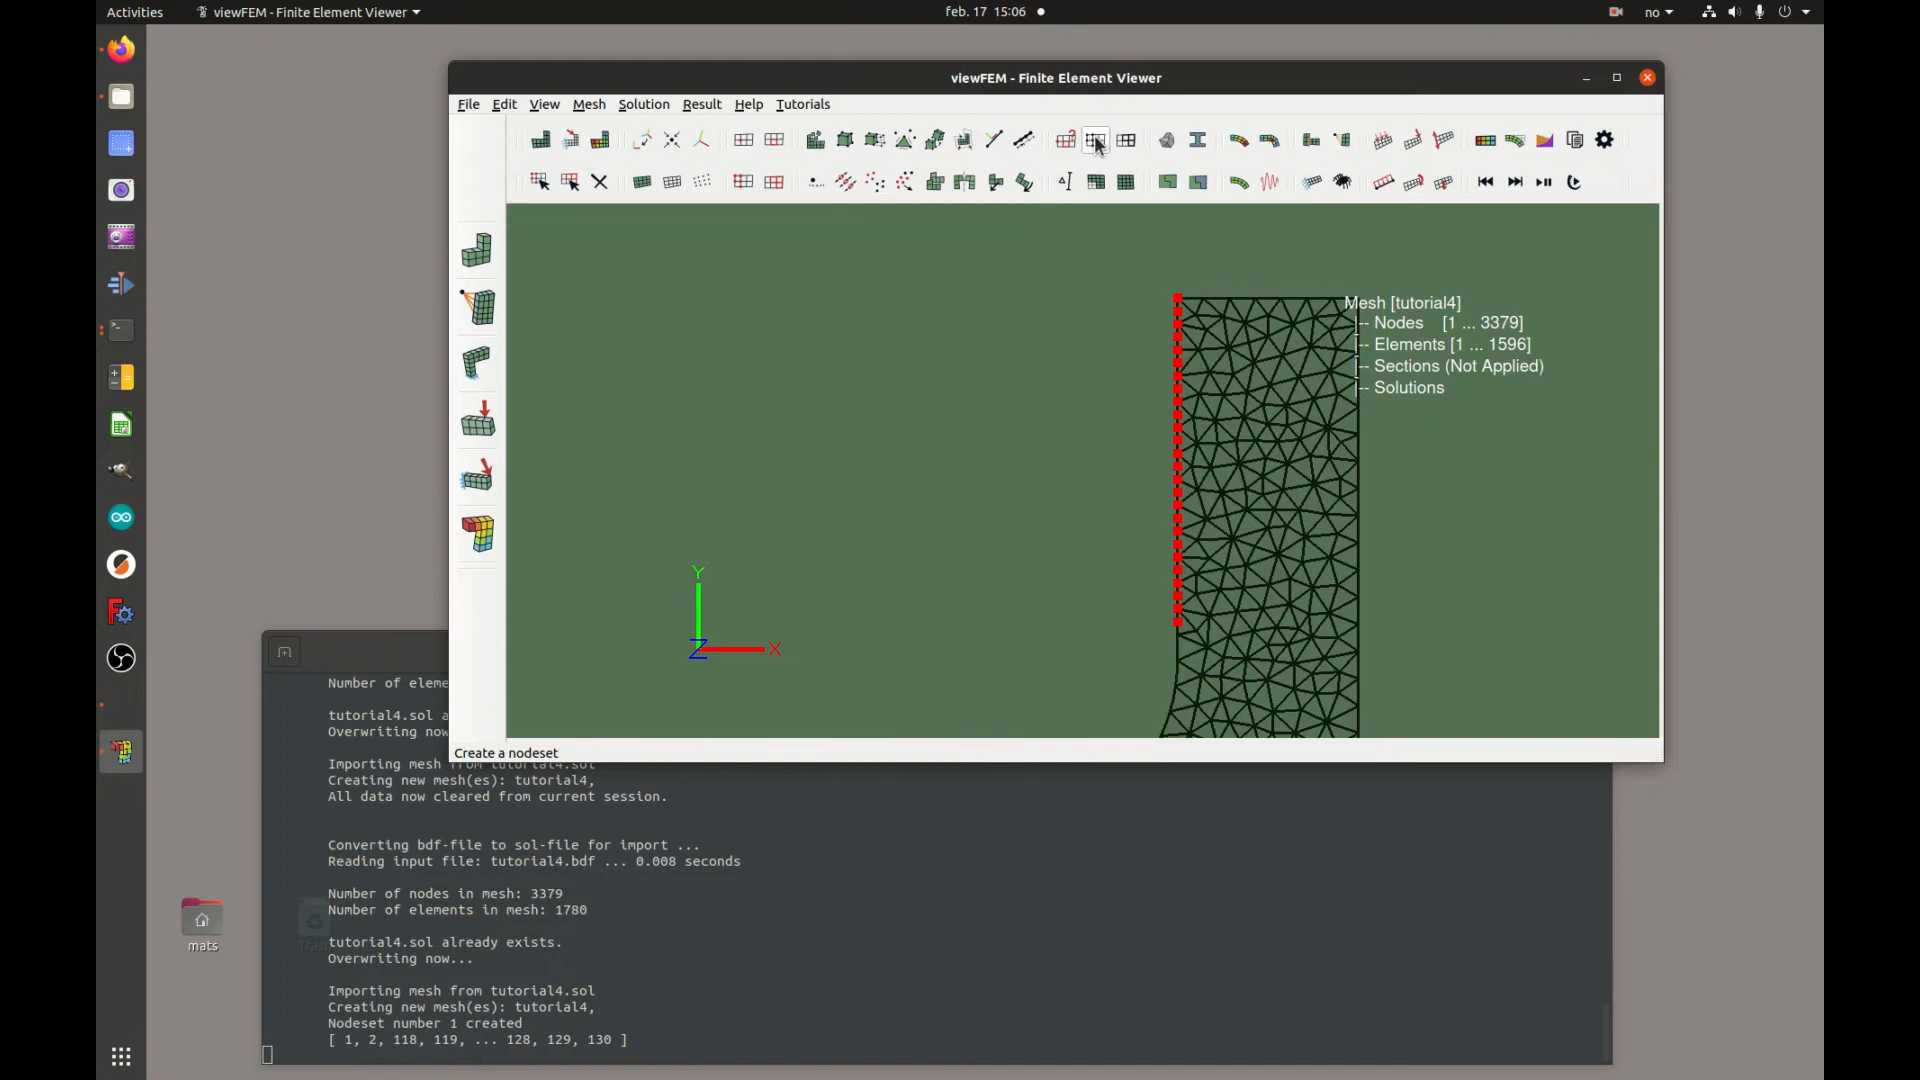 Activities
viewFEM - Finite Element Viewer
feb. 17 15:06
no
viewFEM - Finite Element Viewer
File Edit View Mesh Solution Result Help Tutorials
Mesh [tutorial4]
|-- Nodes [1 ... 3379]
|-- Elements [1 ... 1596]
|-- Sections (Not Applied)
|-- Solutions
Y
Z
X
Create a nodeset
Number of eleme
tutorial4.sol a
Overwriting now
Importing mesh from tutorial4.sol
Creating new mesh(es): tutorial4,
All data now cleared from current session.
Converting bdf-file to sol-file for import ...
Reading input file: tutorial4.bdf ... 0.008 seconds
Number of nodes in mesh: 3379
Number of elements in mesh: 1780
tutorial4.sol already exists.
Overwriting now...
Importing mesh from tutorial4.sol
Creating new mesh(es): tutorial4,
Nodeset number 1 created
[ 1, 2, 118, 119, ... 128, 129, 130 ]
mats